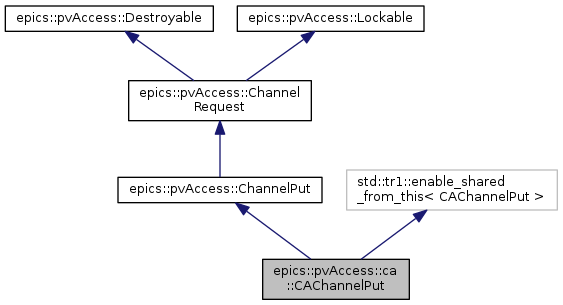 epics::pvAccess::Destroyable
epics::pvAccess::Lockable
epics::pvAccess::Channel
Request
epics::pvAccess::ChannelPut
std::tr1::enable_shared
_from_this< CAChannelPut >
epics::pvAccess::ca
::CAChannelPut